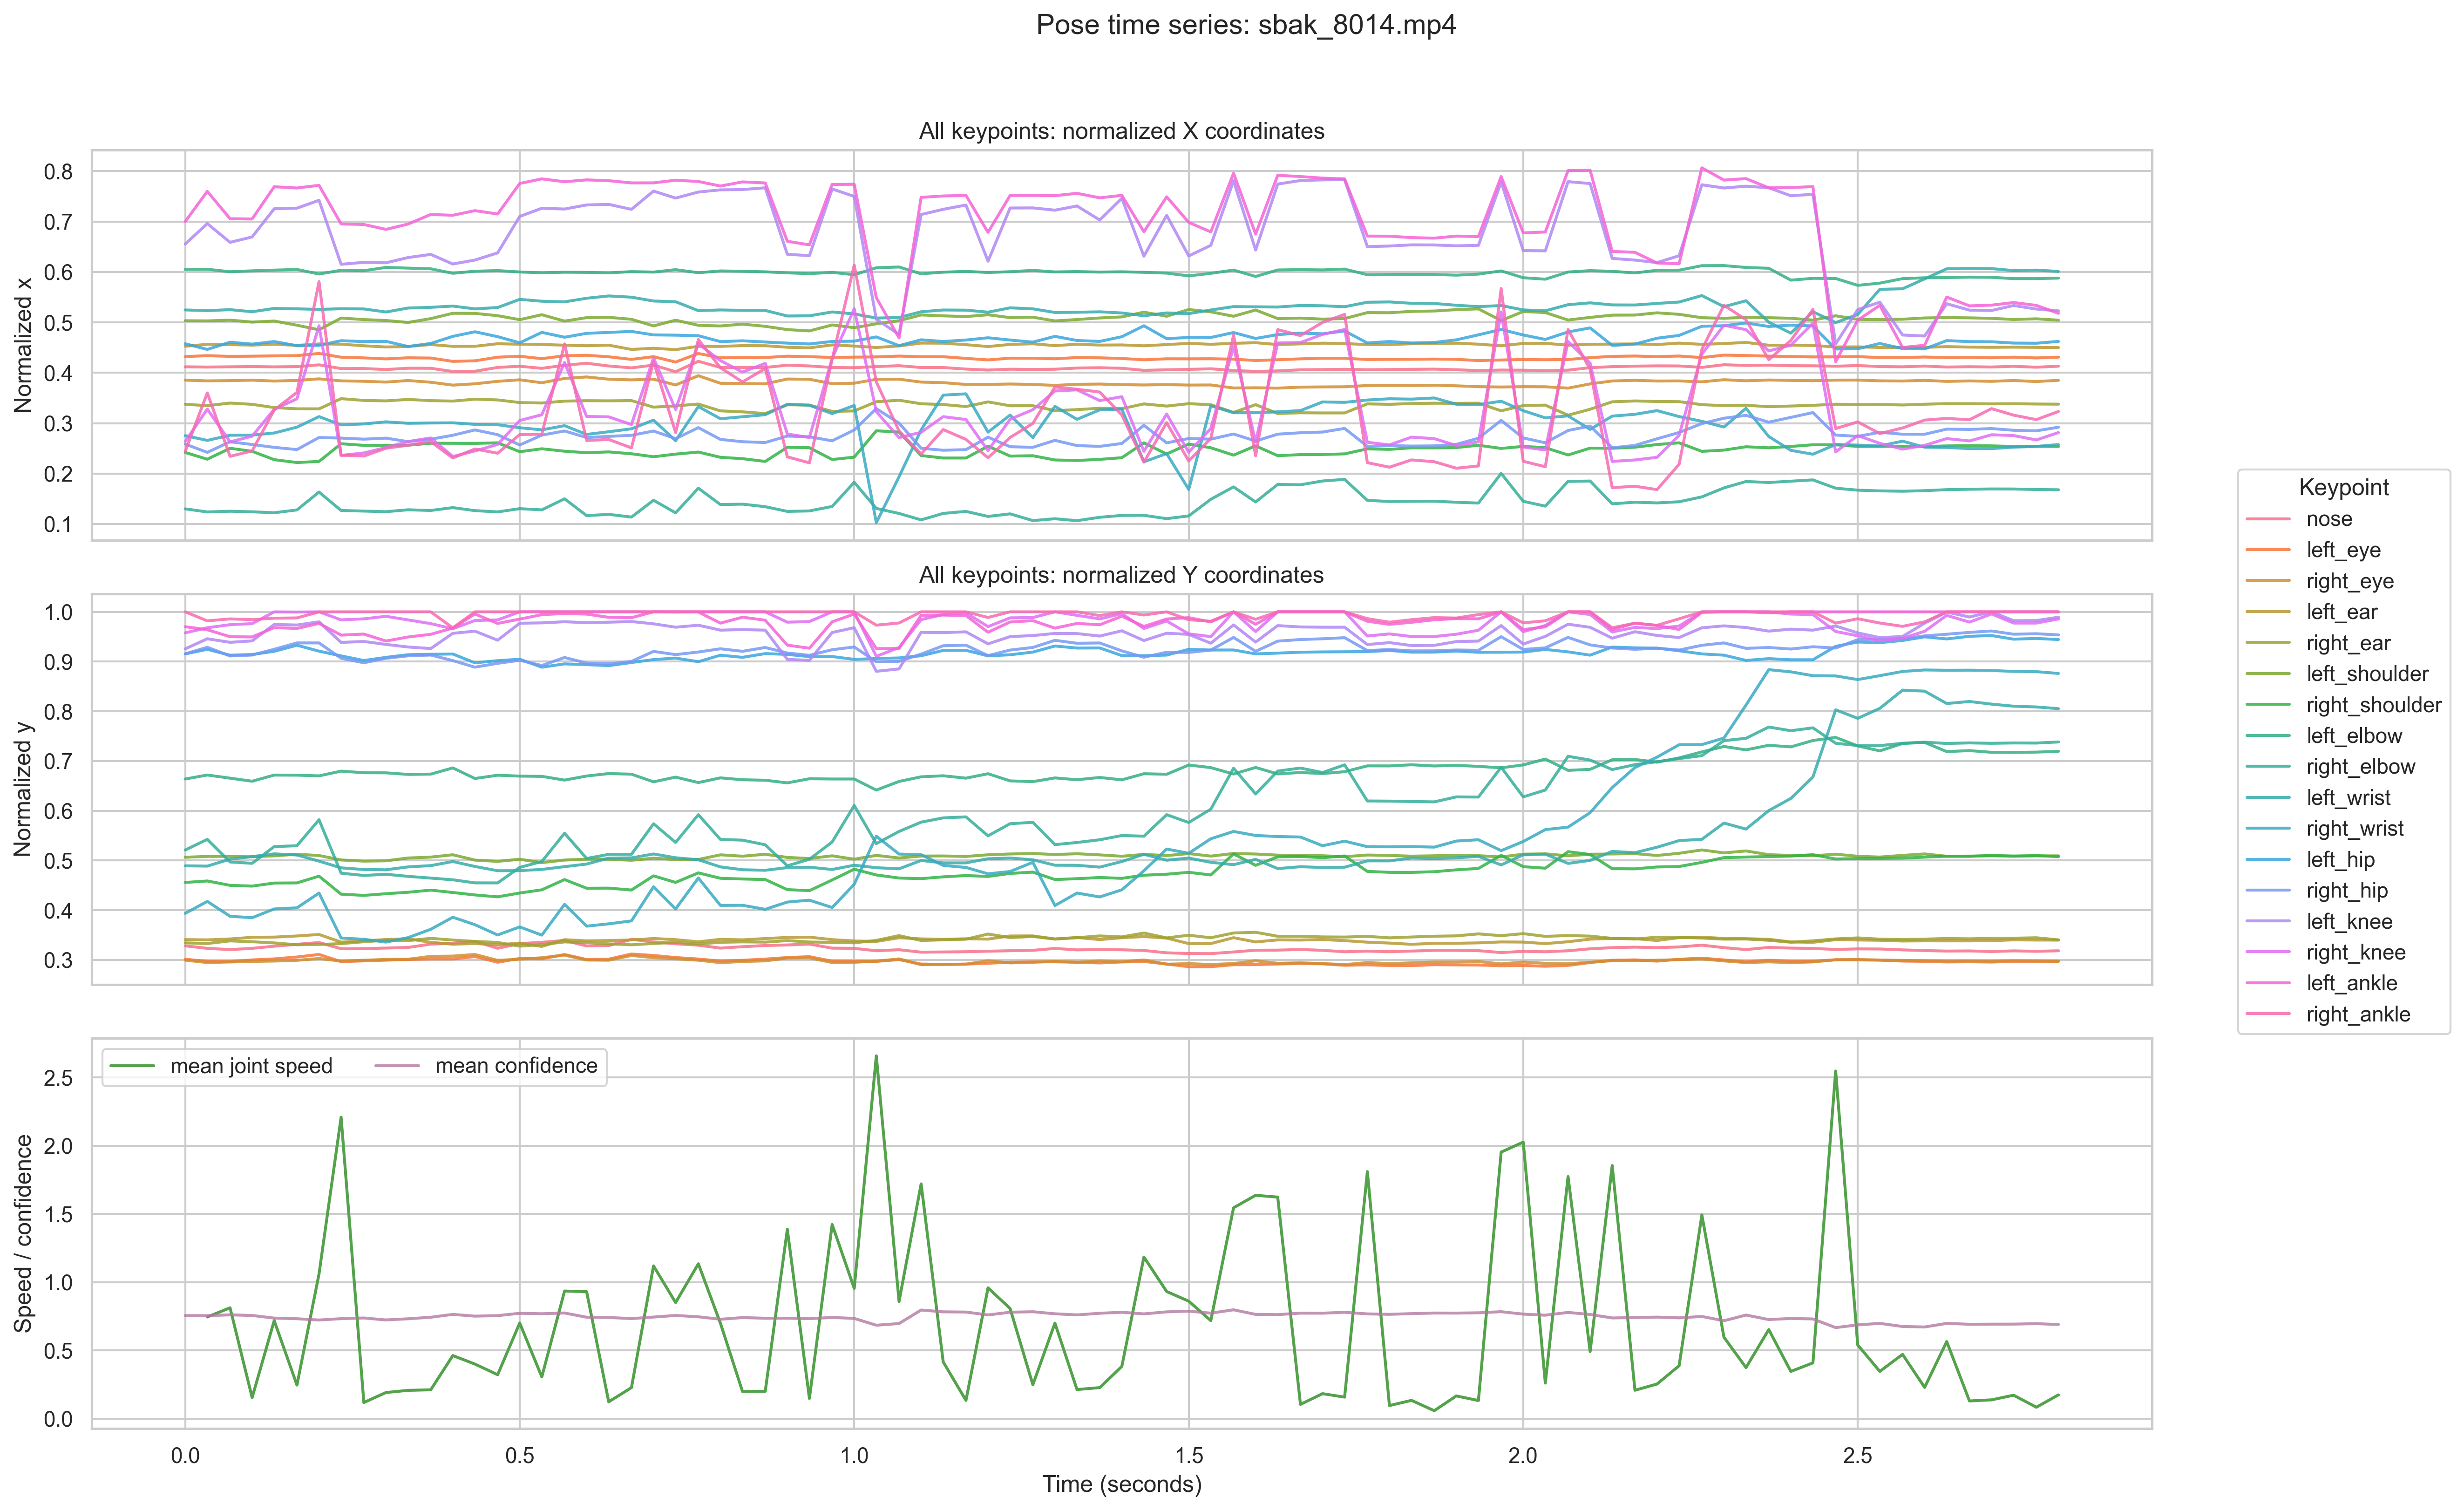 Pose time series: sbak_8014.mp4
All keypoints: normalized X coordinates
Normalized x
0.8
0.7
0.6
0.5
0.4
0.3
0.2
0.1
All keypoints: normalized Y coordinates
Normalized y
1.0
0.9
0.8
0.7
0.6
0.5
0.4
0.3
Keypoint
nose
left_eye
right_eye
left_ear
right_ear
left_shoulder
right_shoulder
left_elbow
right_elbow
left_wrist
right_wrist
left_hip
right_hip
left_knee
right_knee
left_ankle
right_ankle
mean joint speed
mean confidence
Speed / confidence
2.5
2.0
1.5
1.0
0.5
0.0
0.0
0.5
1.0
1.5
2.0
2.5
Time (seconds)